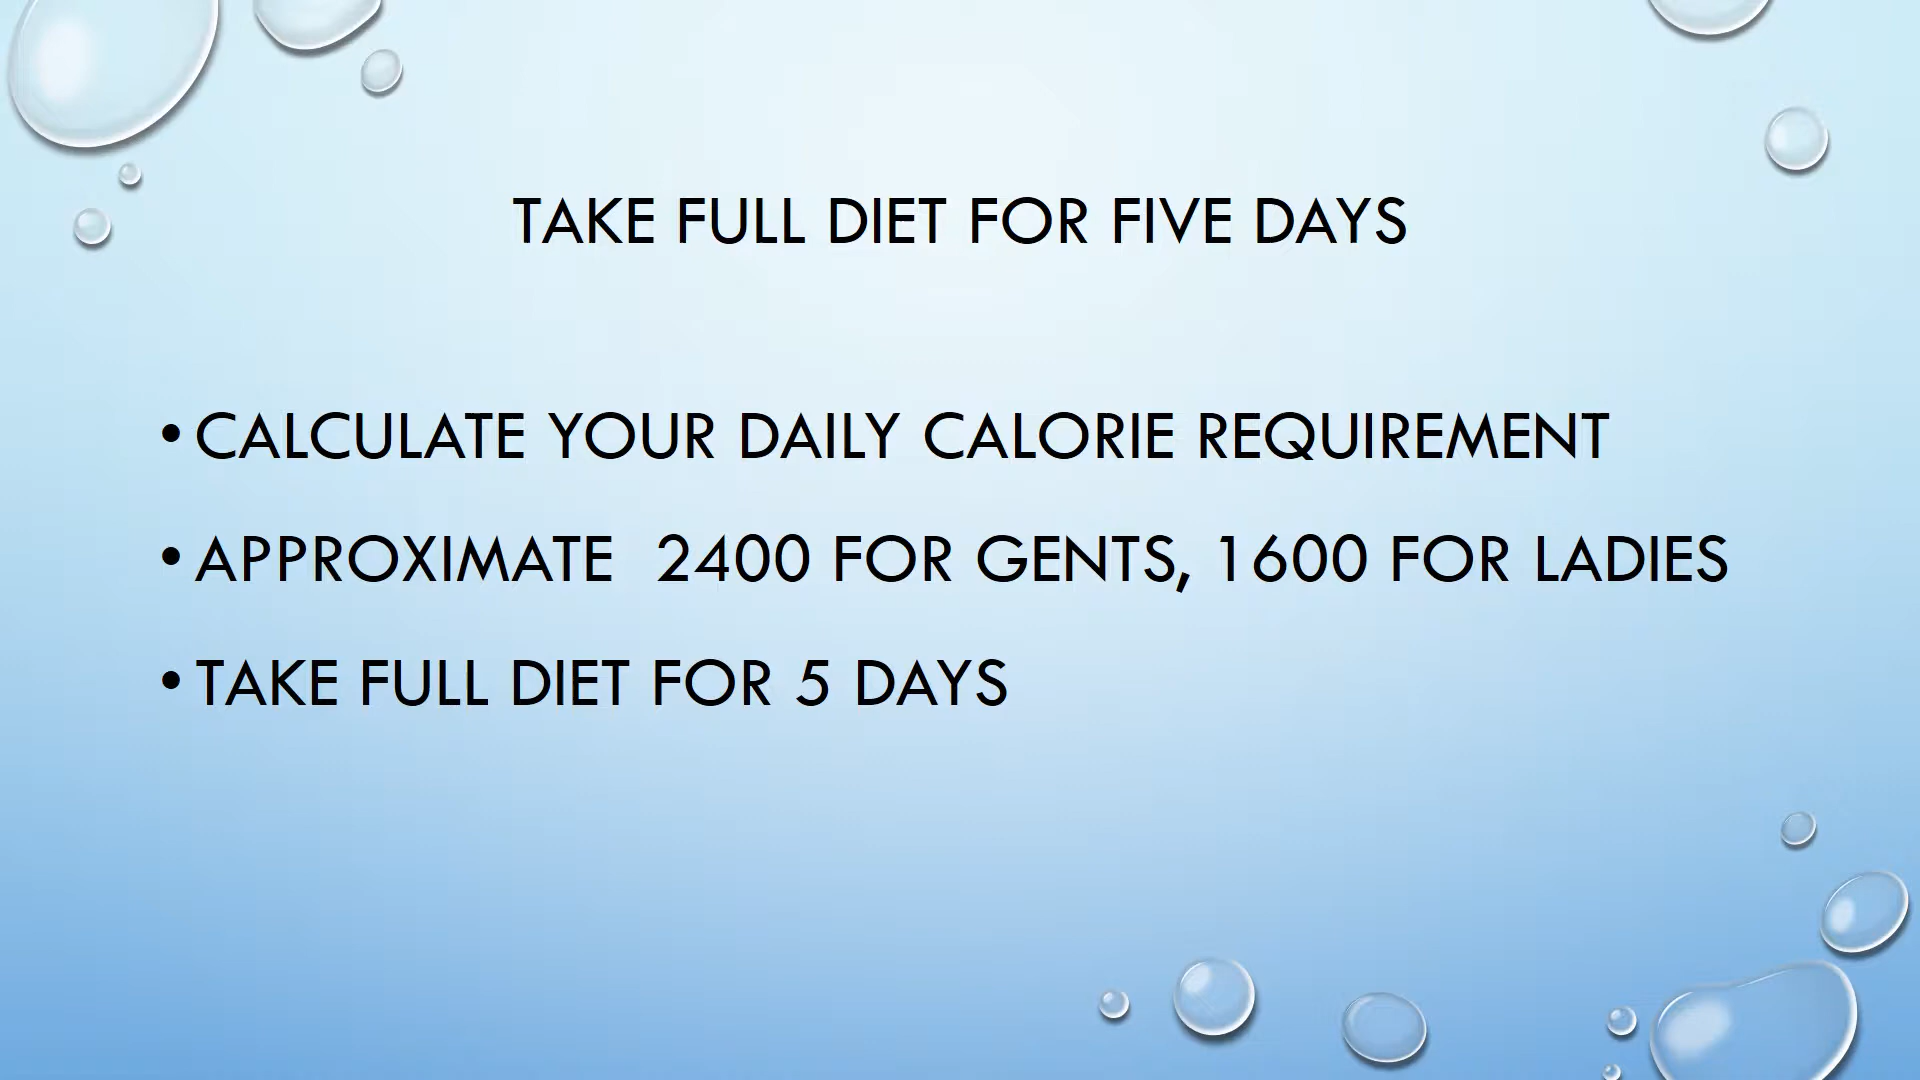 TAKE FULL DIET FOR FIVE DAYS
• CALCULATE YOUR DAILY CALORIE REQUIREMENT
• APPROXIMATE  2400 FOR GENTS, 1600 FOR LADIES
• TAKE FULL DIET FOR 5 DAYS